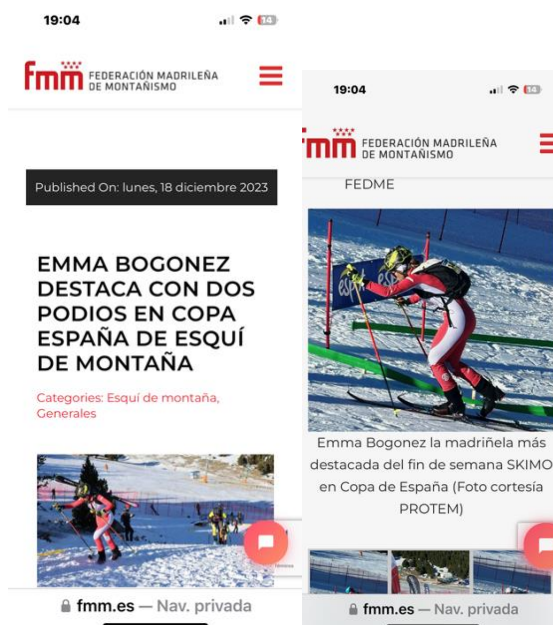 19:04
14
fmm
FEDERACIÓN MADRILEÑA
DE MONTAÑISMO
Published On: lunes, 18 diciembre 2023
EMMA BOGONEZ
DESTACA CON DOS
PODIOS EN COPA
ESPAÑA DE ESQUÍ
DE MONTAÑA
Categories: Esquí de montaña,
Generales
fmm.es — Nav. privada
19:04
14
fmm
FEDERACIÓN MADRILEÑA
DE MONTAÑISMO
FEDME
Emma Bogonez la madriñela más
destacada del fin de semana SKIMO
en Copa de España (Foto cortesía
PROTEM)
fmm.es — Nav. privada